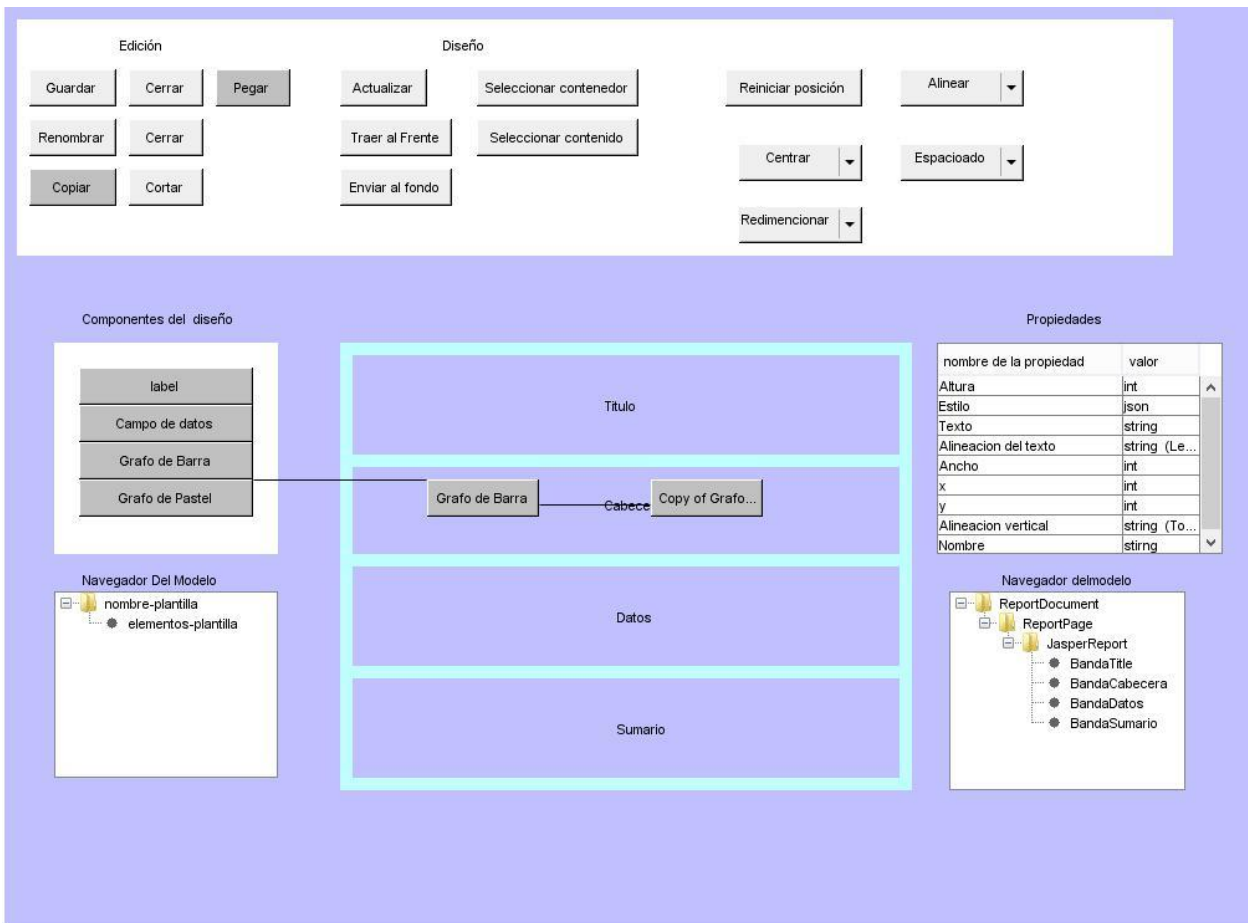 Edición
Diseño
Guardar
Cerrar
Pegar
Actualizar
Seleccionar contenedor
Reiniciar posición
Alinear
Renombrar
Cerrar
Traer al Frente
Seleccionar contenido
Centrar
Espacioado
Copiar
Cortar
Enviar al fondo
Redimencionar
Componentes del diseño
Propiedades
label
Campo de datos
Grafo de Barra
Grafo de Pastel
Titulo
Grafo de Barra
Cabece
Copy of Grafo...
Datos
Sumario
nombre de la propiedad valor
Altura int
Estilo json
Texto string
Alineacion del texto string (Le...
Ancho int
x int
y int
Alineacion vertical string (To...
Nombre stirng
Navegador Del Modelo
nombre-plantilla
elementos-plantilla
Navegador delmodelo
ReportDocument
ReportPage
JasperReport
BandaTitle
BandaCabecera
BandaDatos
BandaSumario